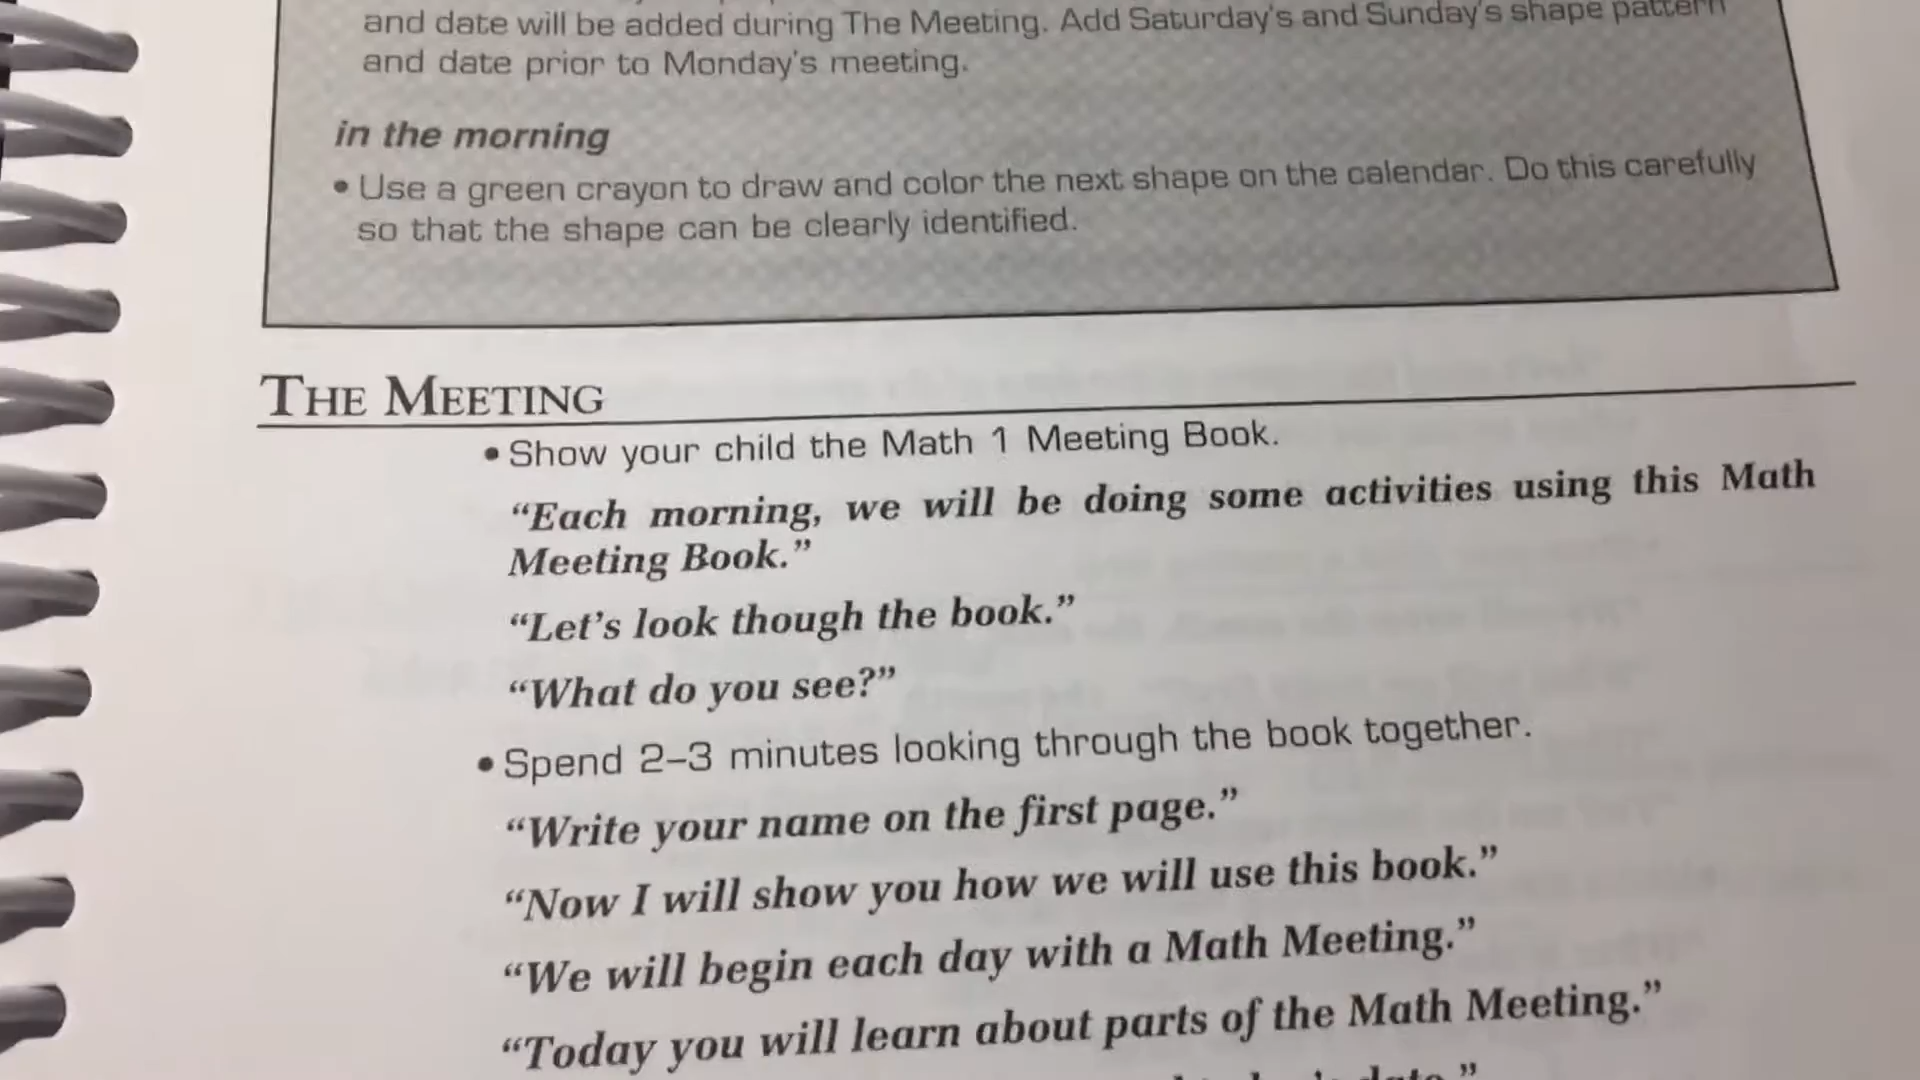 and date will be added during The Meeting. Add Saturday's and Sunday's shape pattern
and date prior to Monday's meeting.
in the morning
• Use a green crayon to draw and color the next shape on the calendar. Do this carefully
so that the shape can be clearly identified.
THE MEETING
• Show your child the Math 1 Meeting Book.
“Each morning, we will be doing some activities using this Math
Meeting Book.”
“Let’s look though the book.”
“What do you see?”
• Spend 2–3 minutes looking through the book together.
“Write your name on the first page.”
“Now I will show you how we will use this book.”
“We will begin each day with a Math Meeting.”
“Today you will learn about parts of the Math Meeting.”
date.”